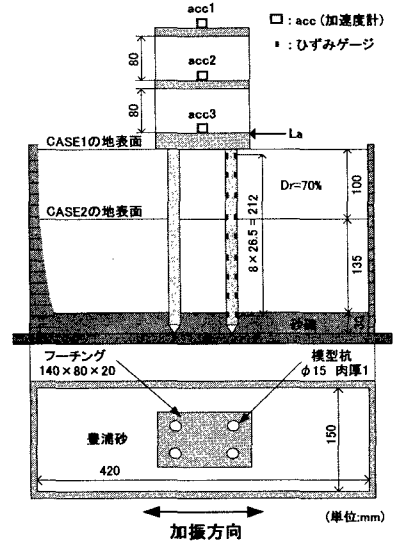 acc1
: acc (加速度計)
: ひずみゲージ
80
acc2
80
acc3
La
CASE1の地表面
Dr=70%
100
8×26.5 = 212
CASE2の地表面
135
砂礫
30
フーチング
140×80×20
模型杭
φ15 肉厚1
豊浦砂
150
420
(単位:mm)
加振方向